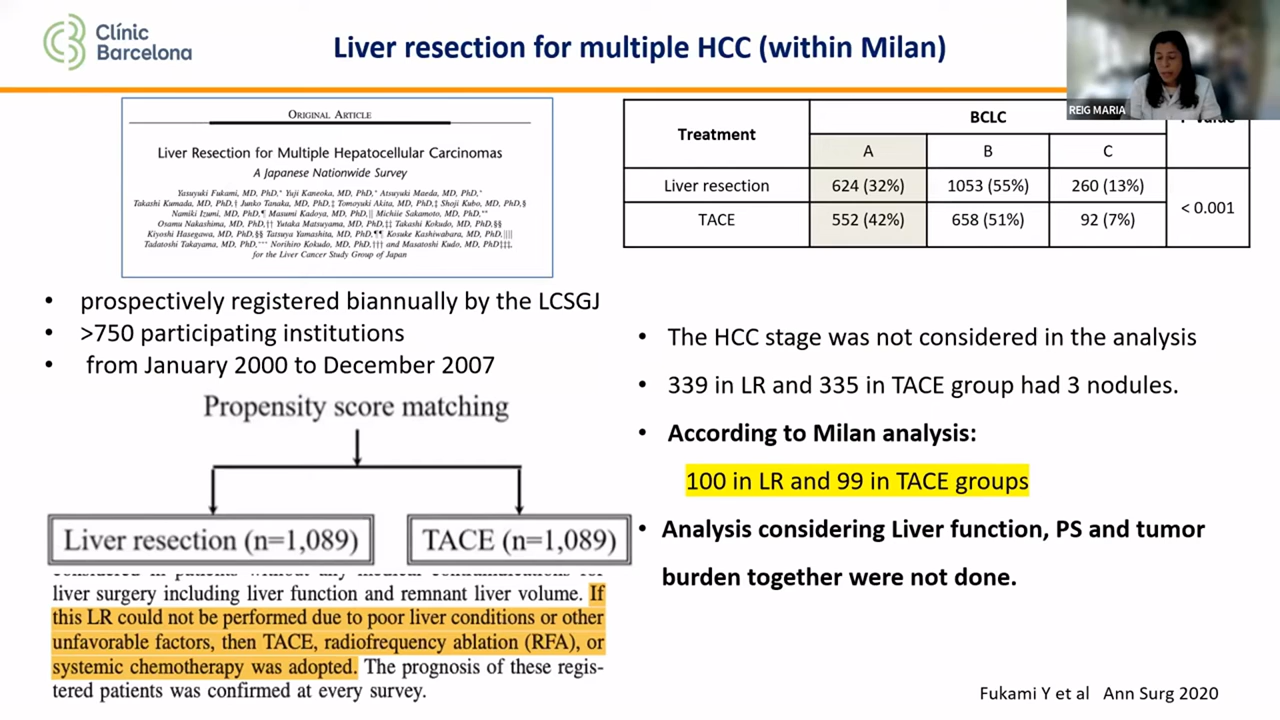 Clínic
Barcelona
Liver resection for multiple HCC (within Milan)
REIG MARIA
ORIGINAL ARTICLE
Liver Resection for Multiple Hepatocellular Carcinomas
A Japanese Nationwide Survey
Yasuyuki Fukami, MD, PhD,* Yuji Kaneoka, MD, PhD,* Atsuyuki Maeda, MD, PhD,*
Takashi Kumada, MD, PhD,† Junko Tanaka, MD, PhD,‡ Tomoyuki Akita, MD, PhD,‡ Shoji Kubo, MD, PhD,§
Namiki Izumi, MD, PhD,¶ Masumi Kadoya, MD, PhD,|| Michiie Sakamoto, MD, PhD,**
Osamu Nakashima, MD, PhD,†† Yutaka Matsuyama, MD, PhD,‡‡ Takashi Kokudo, MD, PhD,§§
Kiyoshi Hasegawa, MD, PhD,§§ Tatsuya Yamashita, MD, PhD,¶¶ Kosuke Kashiwabara, MD, PhD,||||
Tadatoshi Takayama, MD, PhD,*** Norihiro Kokudo, MD, PhD,††† and Masatoshi Kudo, MD, PhD‡‡‡,
for the Liver Cancer Study Group of Japan
Treatment
BCLC
A
B
C
Liver resection
624 (32%)
1053 (55%)
260 (13%)
< 0.001
TACE
552 (42%)
658 (51%)
92 (7%)
• prospectively registered biannually by the LCSGJ
• >750 participating institutions
• from January 2000 to December 2007
Propensity score matching
Liver resection (n=1,089)
TACE (n=1,089)
liver surgery including liver function and remnant liver volume. If
this LR could not be performed due to poor liver conditions or other
unfavorable factors, then TACE, radiofrequency ablation (RFA), or
systemic chemotherapy was adopted. The prognosis of these regis-
tered patients was confirmed at every survey.
• The HCC stage was not considered in the analysis
• 339 in LR and 335 in TACE group had 3 nodules.
• According to Milan analysis:
100 in LR and 99 in TACE groups
• Analysis considering Liver function, PS and tumor
burden together were not done.
Fukami Y et al Ann Surg 2020